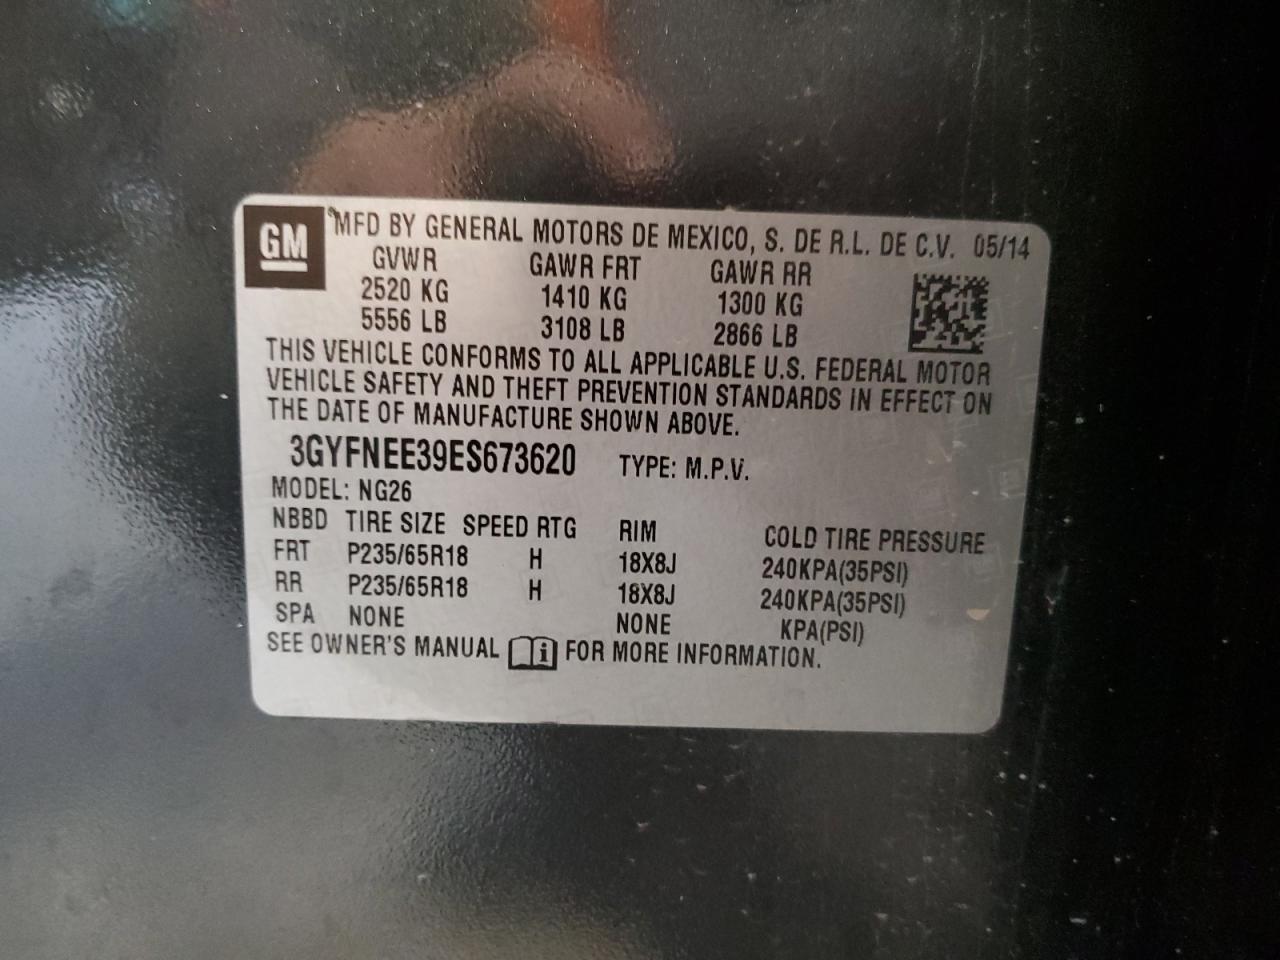 GM MFD BY GENERAL MOTORS DE MEXICO, S. DE R.L. DE C.V. 05/14
GVWR GAWR FRT GAWR RR
2520 KG 1410 KG 1300 KG
5556 LB 3108 LB 2866 LB
THIS VEHICLE CONFORMS TO ALL APPLICABLE U.S. FEDERAL MOTOR
VEHICLE SAFETY AND THEFT PREVENTION STANDARDS IN EFFECT ON
THE DATE OF MANUFACTURE SHOWN ABOVE.
3GYFNEE39ES673620 TYPE: M.P.V.
MODEL: NG26
NBBD TIRE SIZE SPEED RTG RIM COLD TIRE PRESSURE
FRT P235/65R18 H 18X8J 240KPA(35PSI)
RR P235/65R18 H 18X8J 240KPA(35PSI)
SPA NONE NONE KPA(PSI)
SEE OWNER'S MANUAL i FOR MORE INFORMATION.